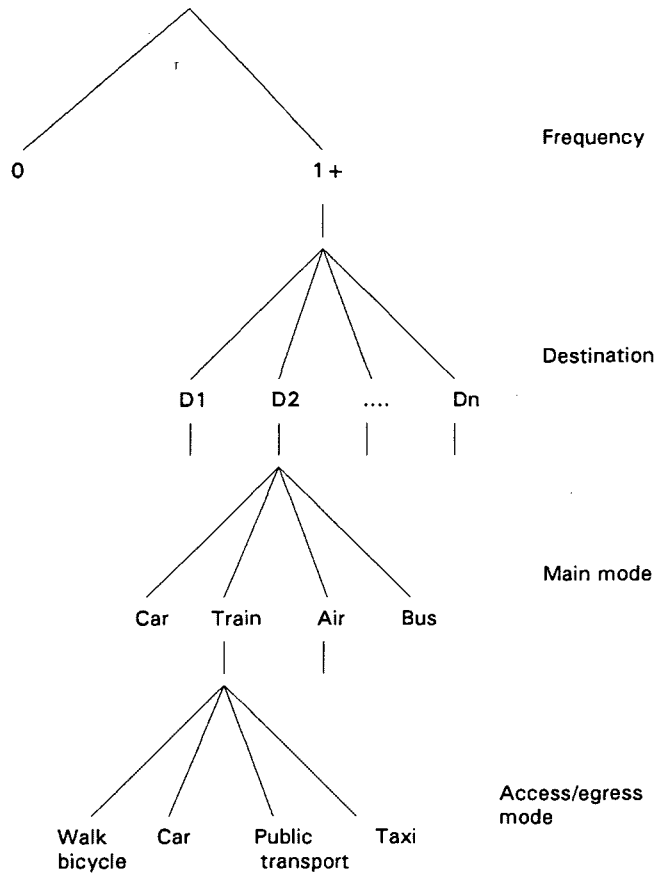 r
Frequency
0 1+
Destination
D1 D2 .... Dn
Main mode
Car Train Air Bus
Access/egress
mode
Walk Car Public Taxi
bicycle transport